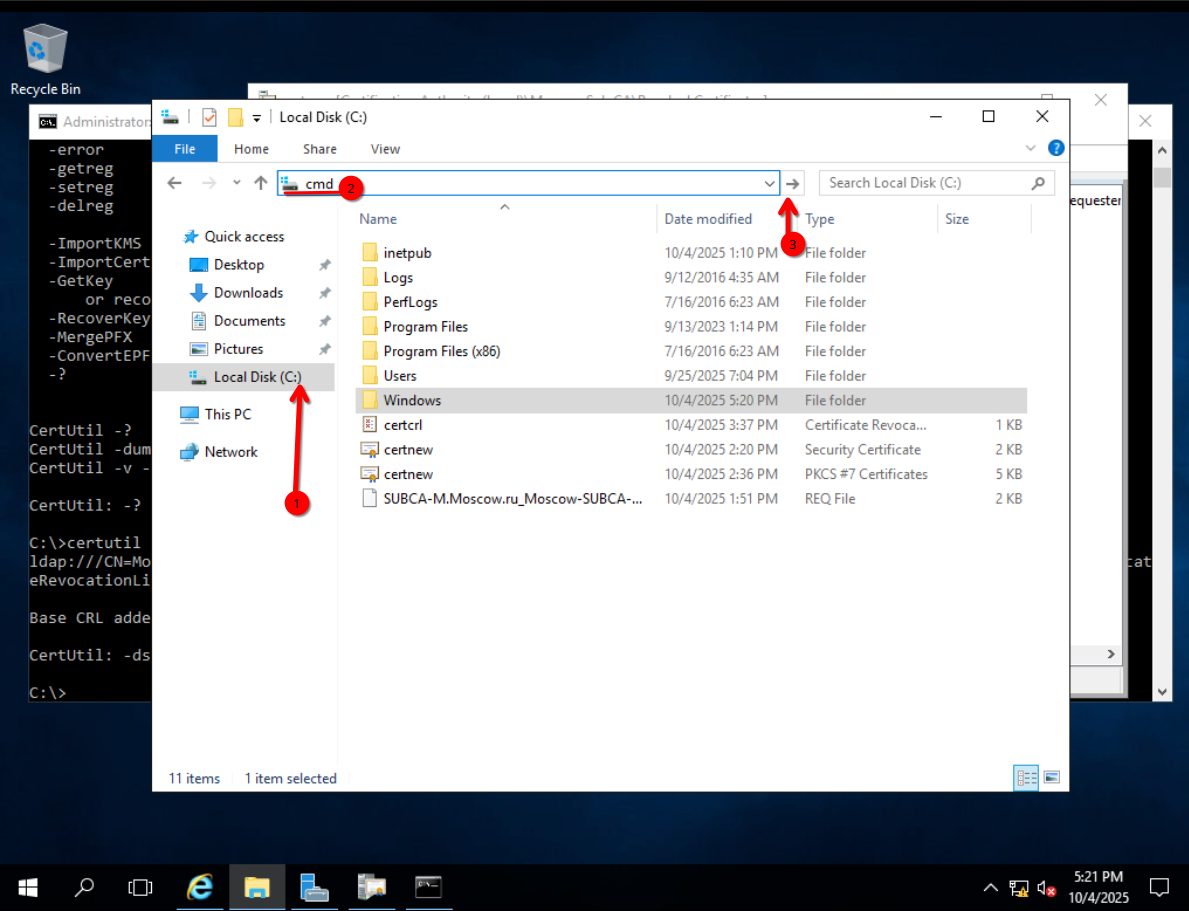 Recycle Bin
Administrator:
Local Disk (C:)
File
Home
Share
View
cmd
2
Search Local Disk (C:)
equester
Name
Date modified
Type
Size
3
Quick access
Desktop
Downloads
Documents
Pictures
Local Disk (C:)
This PC
Network
1
inetpub 10/4/2025 1:10 PM File folder
Logs 9/12/2016 4:35 AM File folder
PerfLogs 7/16/2016 6:23 AM File folder
Program Files 9/13/2023 1:14 PM File folder
Program Files (x86) 7/16/2016 6:23 AM File folder
Users 9/25/2025 7:04 PM File folder
Windows 10/4/2025 5:20 PM File folder
certcrl 10/4/2025 3:37 PM Certificate Revoca... 1 KB
certnew 10/4/2025 2:20 PM Security Certificate 2 KB
certnew 10/4/2025 2:36 PM PKCS #7 Certificates 5 KB
SUBCA-M.Moscow.ru_Moscow-SUBCA-... 10/4/2025 1:51 PM REQ File 2 KB
-error
-getreg
-setreg
-delreg
-ImportKMS
-ImportCert
-GetKey
or reco
-RecoverKey
-MergePFX
-ConvertEPF
-?
CertUtil -?
CertUtil -dum
CertUtil -v -
CertUtil: -?
C:\>certutil
ldap:///CN=Mo
cat
eRevocationLi
Base CRL adde
CertUtil: -ds
C:\>
11 items
1 item selected
5:21 PM
10/4/2025